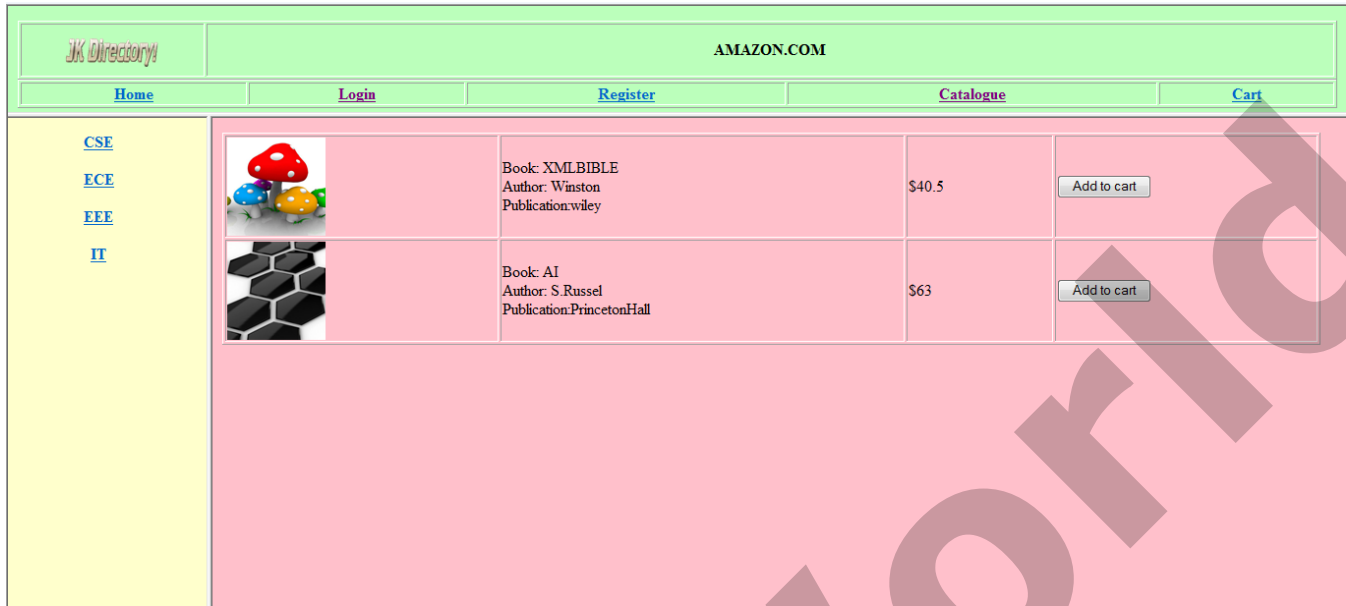 JK Directory!
AMAZON.COM
Home Login Register Catalogue Cart
CSE
ECE
EEE
IT
Book: XMLBIBLE
Author: Winston
Publication:wiley
$40.5
Add to cart
Book: AI
Author: S.Russel
Publication:PrincetonHall
$63
Add to cart
orld